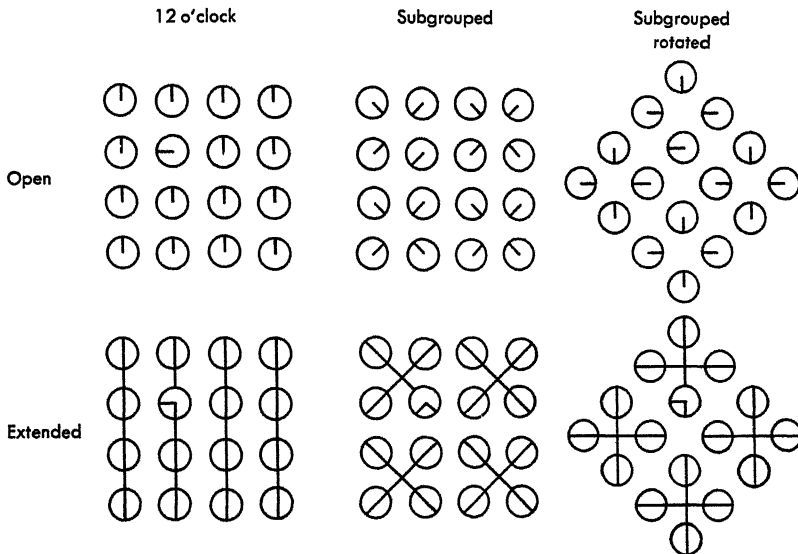 12 o'clock
Subgrouped
Subgrouped
rotated
Open
Extended